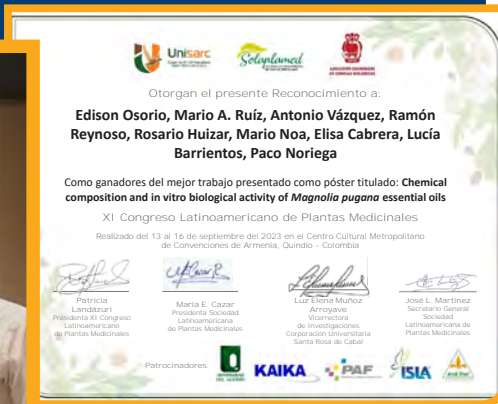 Unisarc
Solaplamed
Otorgan el presente Reconocimiento a:
Edison Osorio, Mario A. Ruíz, Antonio Vázquez, Ramón
Reynoso, Rosario Huizar, Mario Noa, Elisa Cabrera, Lucía
Barrientos, Paco Noriega
Como ganadores del mejor trabajo presentado como póster titulado: Chemical
composition and in vitro biological activity of Magnolia pugana essential oils
XI Congreso Latinoamericano de Plantas Medicinales
Realizado del 13 al 16 de septiembre del 2023 en el Centro Cultural Metropolitano
de Convenciones de Armenia, Quindío - Colombia
Patricia
Landázuri
Presidenta XI Congreso
Latinoamericano
de Plantas Medicinales
María E. Cazar
Presidenta Sociedad
Latinoamericana
de Plantas Medicinales
Luz Elena Muñoz
Arroyave
Vicerrectora
de Investigaciones
Corporación Universitaria
Santa Rosa de Cabal
José L. Martínez
Secretario General
Sociedad
Latinoamericana de
Plantas Medicinales
Patrocinadores:
KAIKA
PAF
ISLA